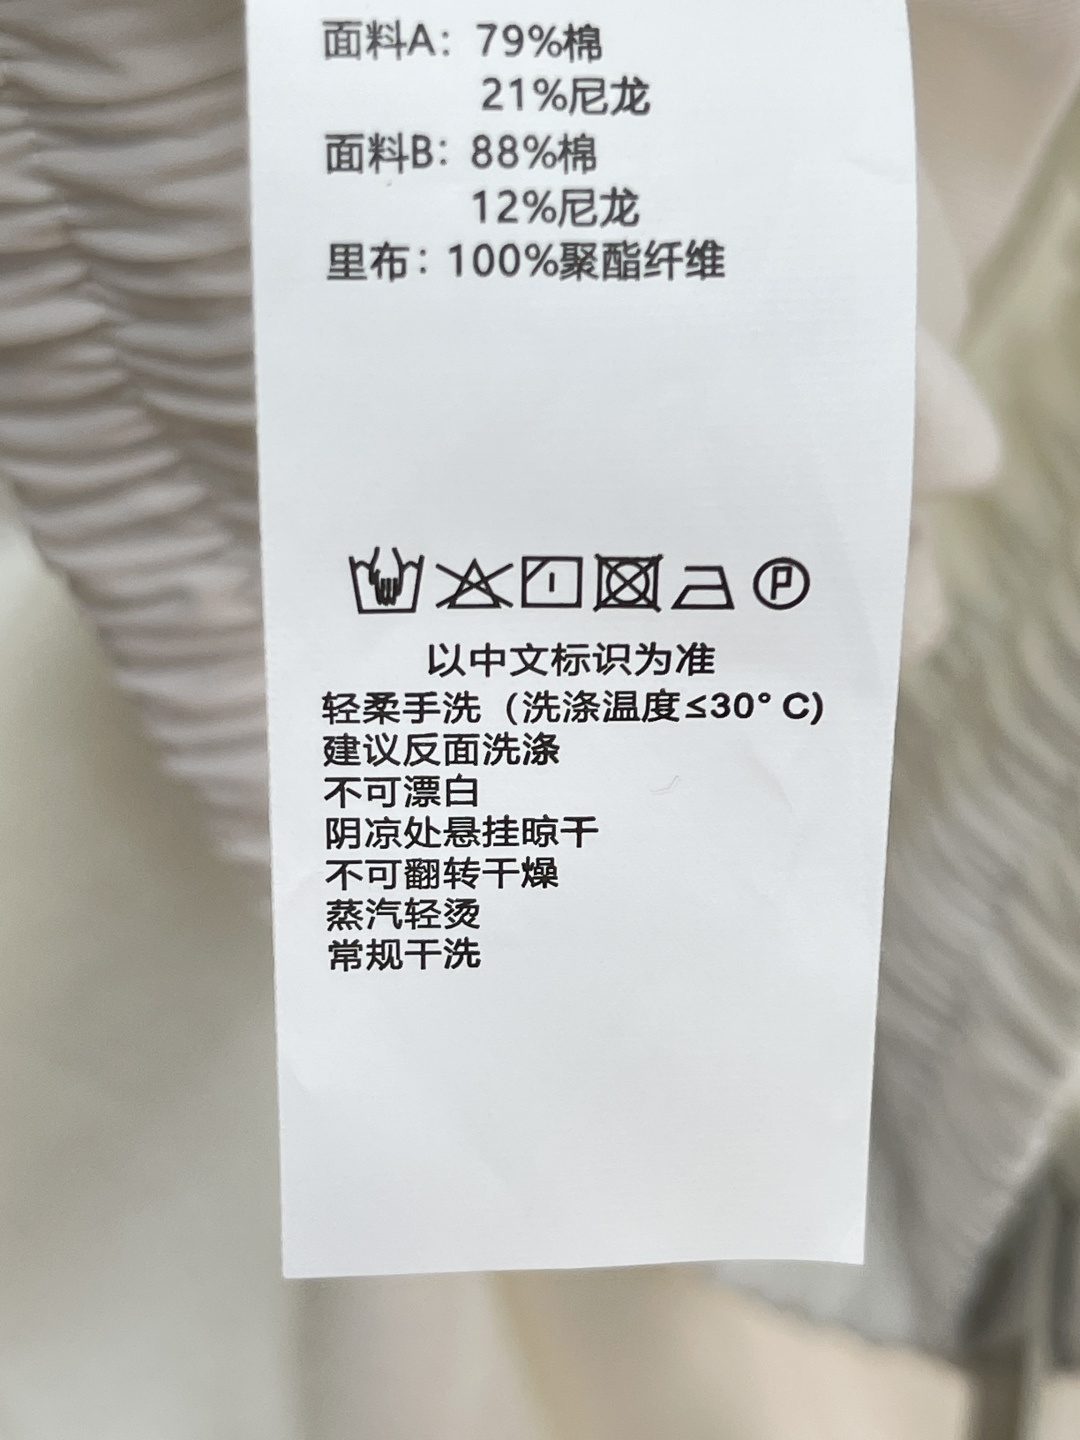 面料A：79%棉
21%尼龙
面料B：88%棉
12%尼龙
里布：100%聚酯纤维
P
以中文标识为准
轻柔手洗（洗涤温度≤30°C)
建议反面洗涤
不可漂白
阴凉处悬挂晾干
不可翻转干燥
蒸汽轻烫
常规干洗